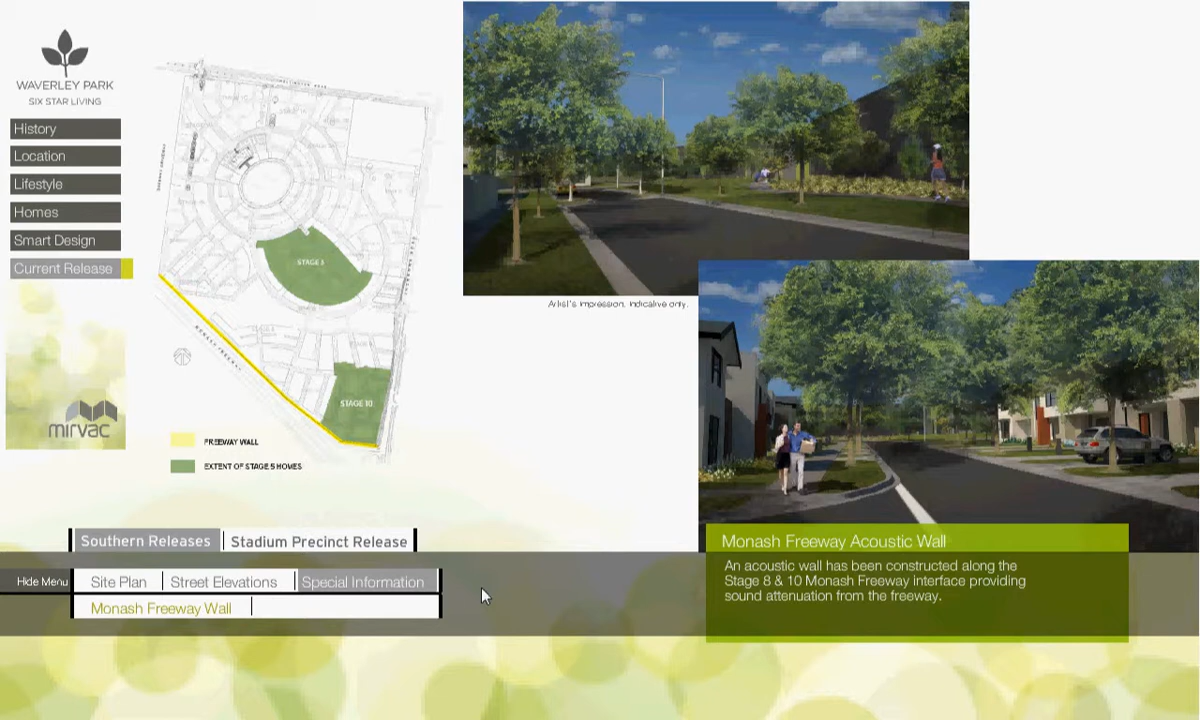 WAVERLEY PARK
SIX STAR LIVING
History
Location
Lifestyle
Homes
Smart Design
Current Release
mirvac
STAGE 5
STAGE 10
FREEWAY WALL
EXTENT OF STAGE 5 HOMES
Artist's impression, indicative only.
Southern Releases
Stadium Precinct Release
Hide Menu
Site Plan
Street Elevations
Special Information
Monash Freeway Wall
Monash Freeway Acoustic Wall
An acoustic wall has been constructed along the
Stage 8 & 10 Monash Freeway interface providing
sound attenuation from the freeway.